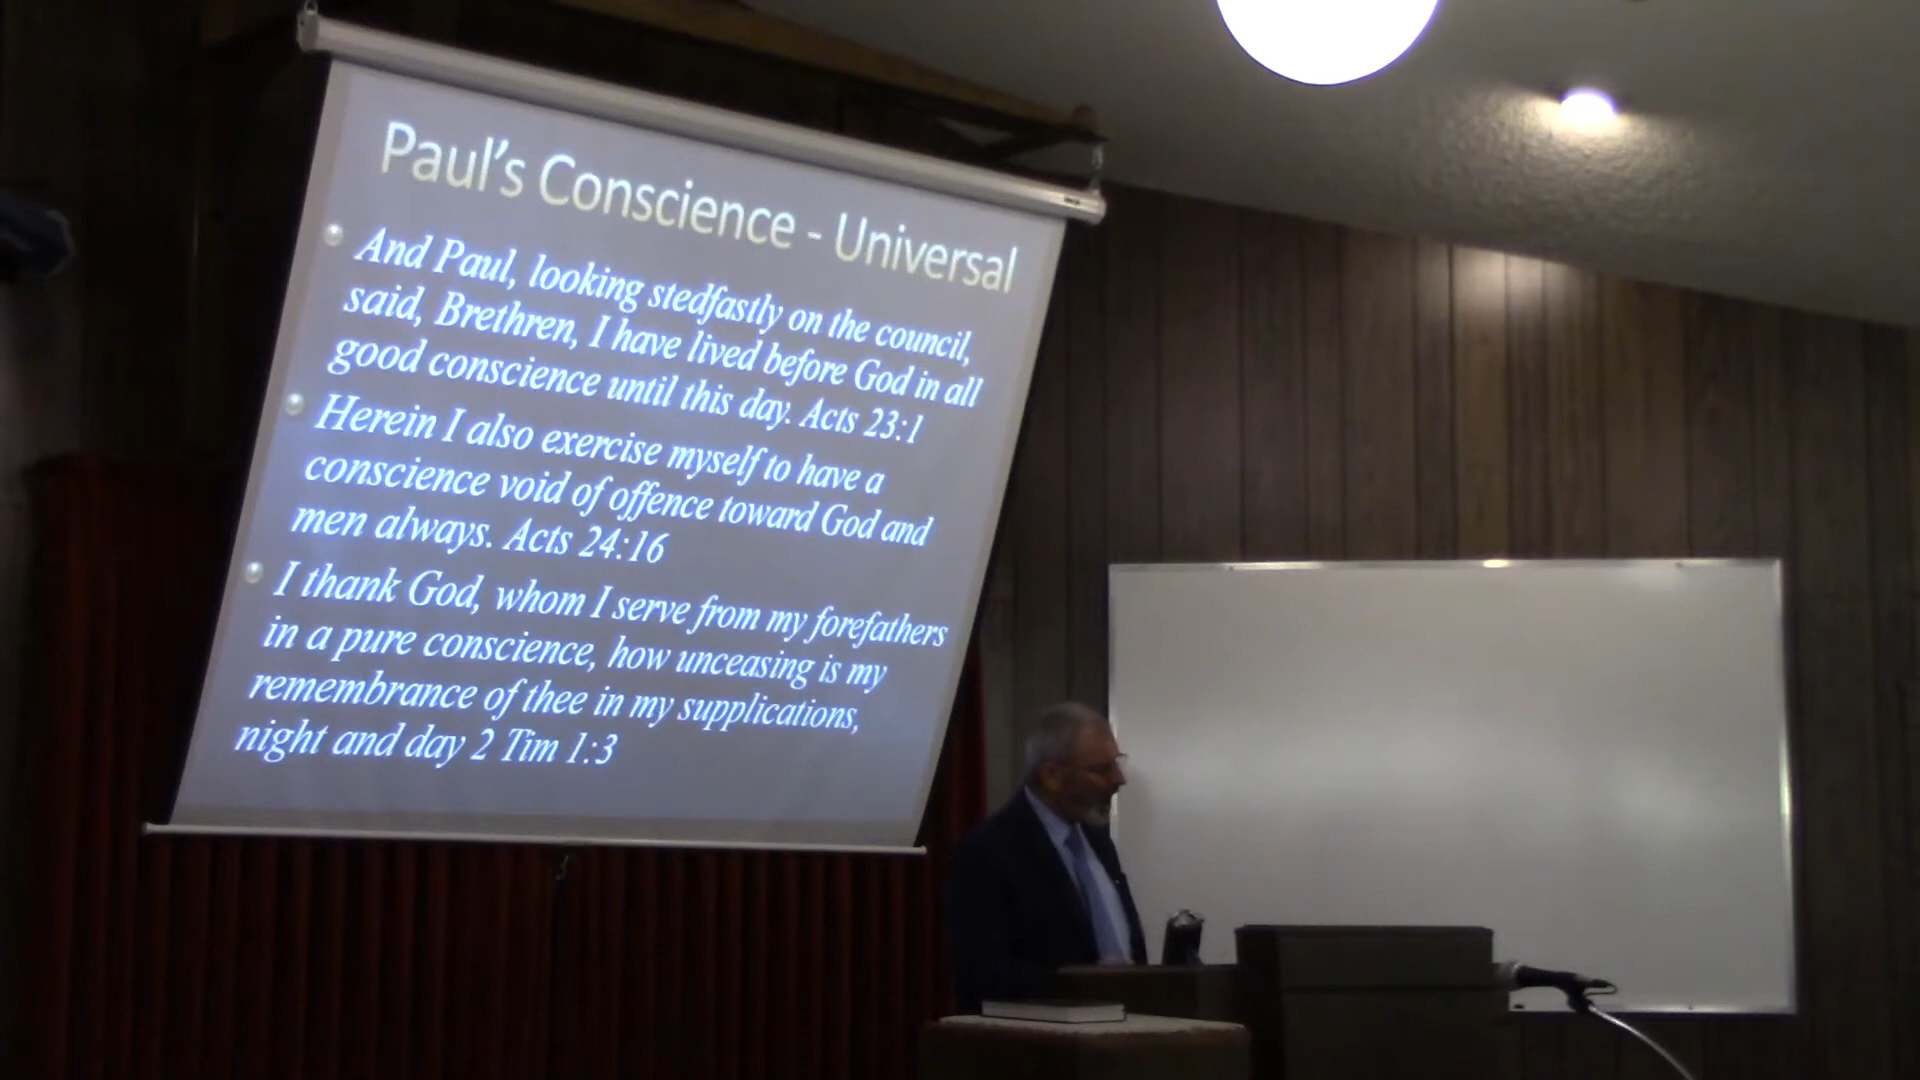 Paul's Conscience - Universal
And Paul, looking stedfastly on the council,
said, Brethren, I have lived before God in all
good conscience until this day. Acts 23:1
Herein I also exercise myself to have a
conscience void of offence toward God and
men always. Acts 24:16
I thank God, whom I serve from my forefathers
in a pure conscience, how unceasing is my
remembrance of thee in my supplications,
night and day 2 Tim 1:3